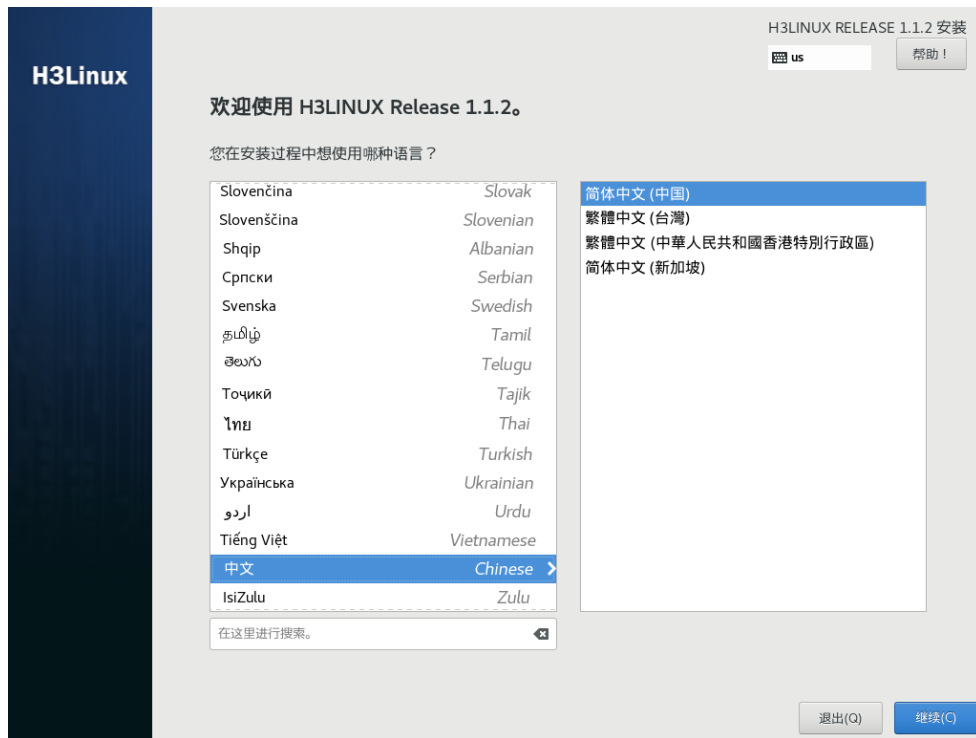 H3Linux
H3LINUX RELEASE 1.1.2 安装
us
帮助！
欢迎使用 H3LINUX Release 1.1.2。
您在安装过程中想使用哪种语言？
Slovenčina Slovak
Slovenščina Slovenian
Shqip Albanian
Српски Serbian
Svenska Swedish
தமிழ் Tamil
తెలుగు Telugu
Тоҷикӣ Tajik
ไทย Thai
Türkçe Turkish
Українська Ukrainian
اردو Urdu
Tiếng Việt Vietnamese
中文 Chinese
IsiZulu Zulu
在这里进行搜索。
简体中文 (中国)
繁體中文 (台灣)
繁體中文 (中華人民共和國香港特別行政區)
简体中文 (新加坡)
退出(Q)
继续(C)